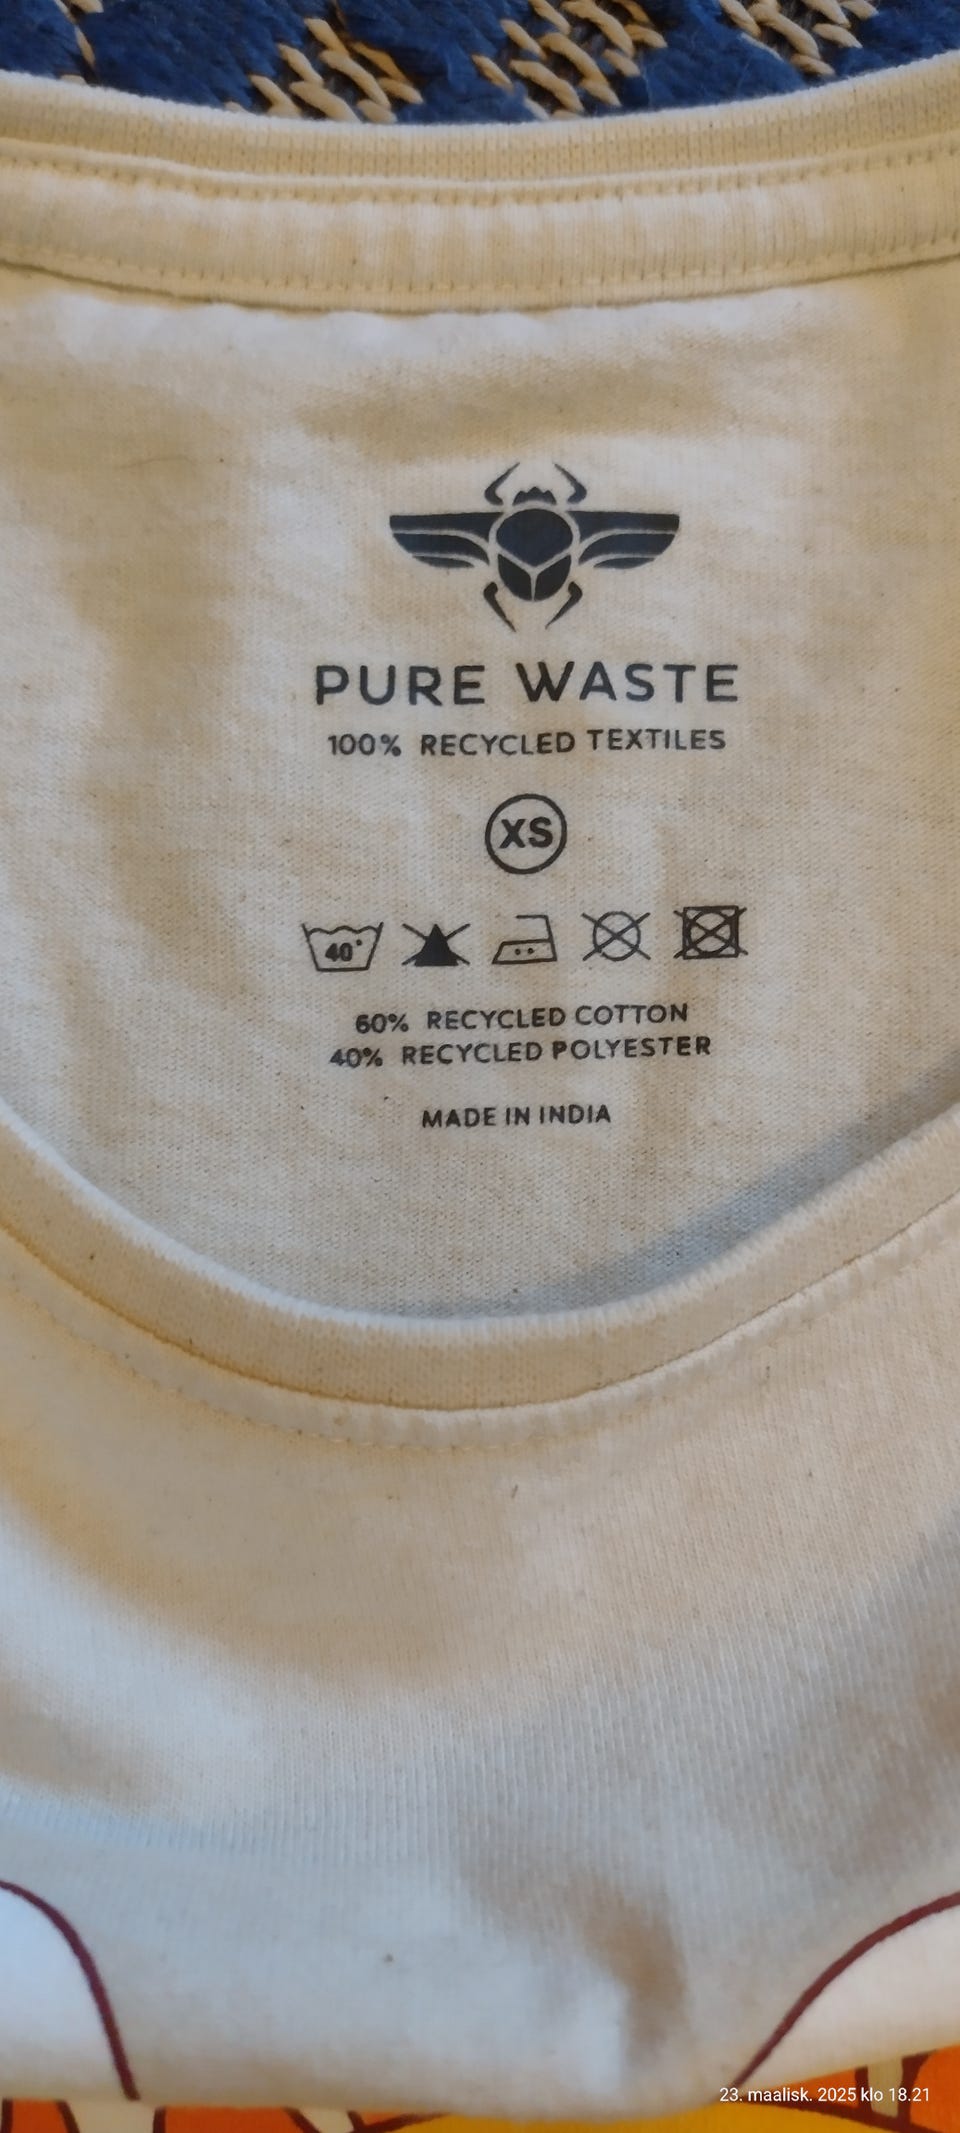 PURE WASTE
100% RECYCLED TEXTILES
XS
40°
60% RECYCLED COTTON
40% RECYCLED POLYESTER
MADE IN INDIA
23. maalisk. 2025 klo 18.21